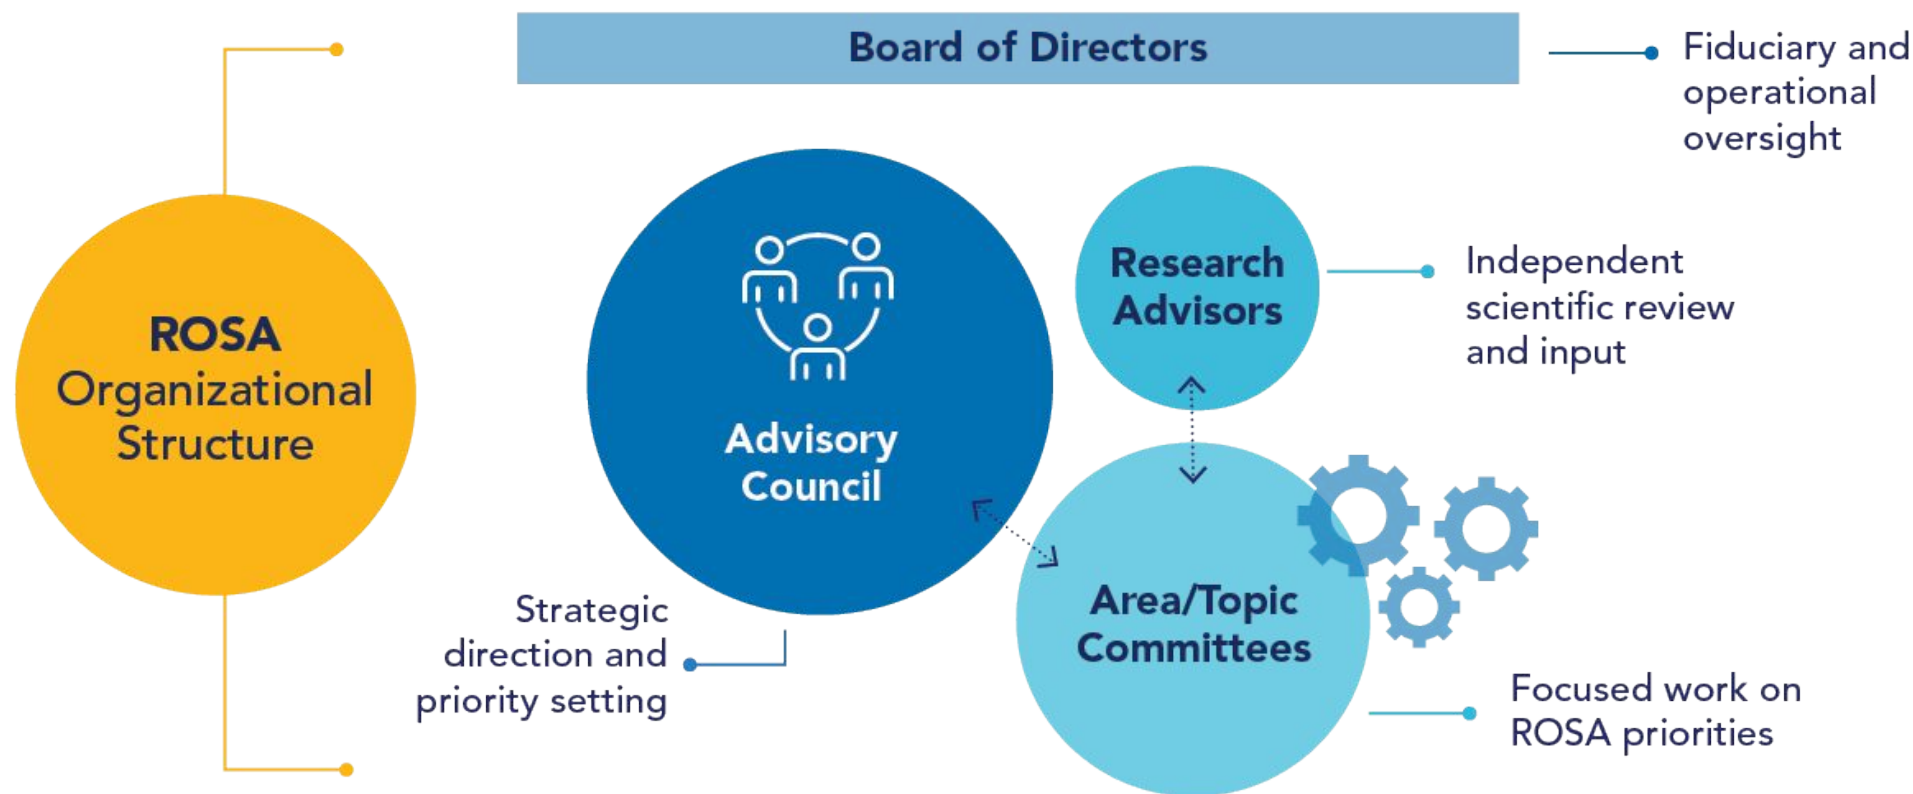 ROSA
Organizational
Structure
Board of Directors
Fiduciary and
operational
oversight
Advisory
Council
Strategic
direction and
priority setting
Research
Advisors
Independent
scientific review
and input
Area/Topic
Committees
Focused work on
ROSA priorities